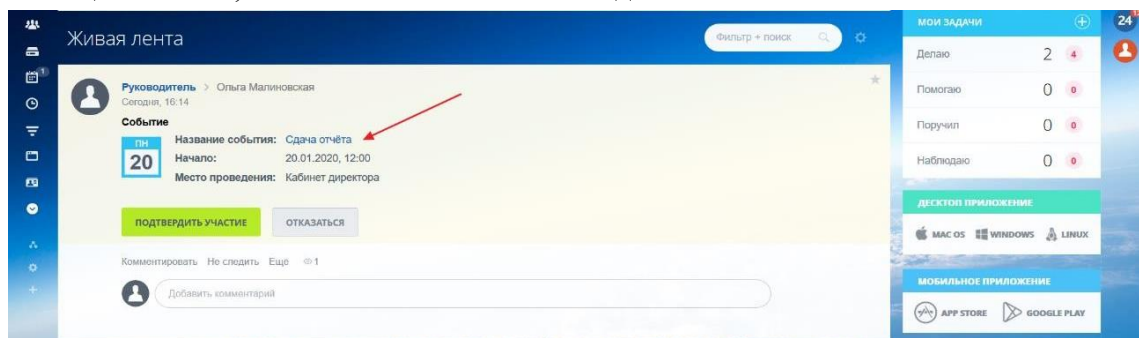 Живая лента
Фильтр + поиск
Руководитель > Ольга Малиновская
Сегодня, 16:14
Событие
ПН
20
Название события: Сдача отчёта
Начало: 20.01.2020, 12:00
Место проведения: Кабинет директора
ПОДТВЕРДИТЬ УЧАСТИЕ
ОТКАЗАТЬСЯ
Комментировать Не следить Ещё 1
Добавить комментарий
МОИ ЗАДАЧИ
Делаю 2 4
Помогаю 0 0
Поручил 0 0
Наблюдаю 0 0
ДЕСКТОП ПРИЛОЖЕНИЕ
MAC OS WINDOWS LINUX
МОБИЛЬНОЕ ПРИЛОЖЕНИЕ
APP STORE GOOGLE PLAY
24
1